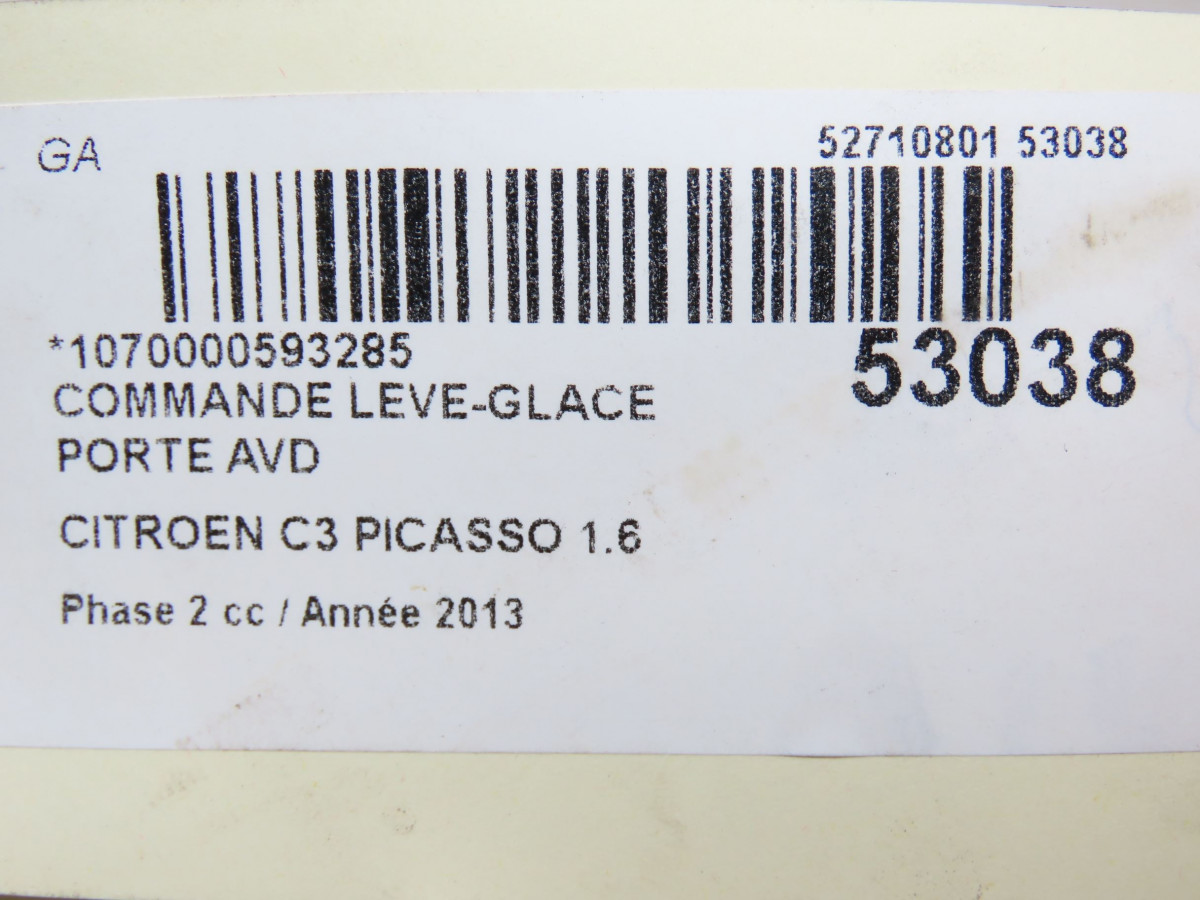 GA
52710801 53038
*1070000593285
53038
COMMANDE LEVE-GLACE
PORTE AVD
CITROEN C3 PICASSO 1.6
Phase 2 cc / Année 2013